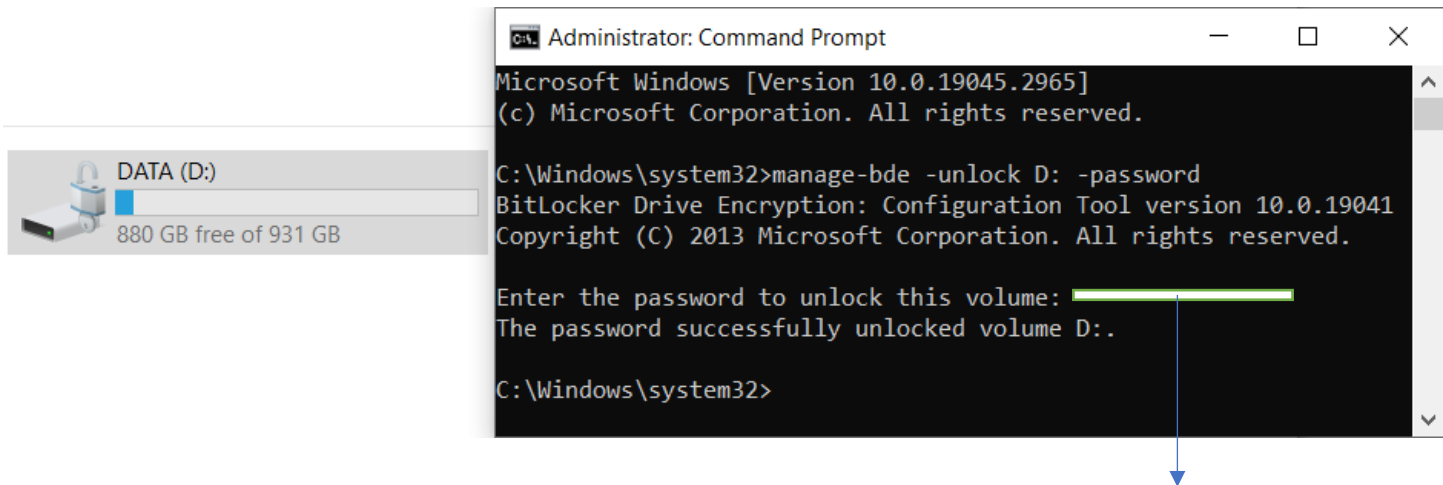 DATA (D:)
880 GB free of 931 GB
Administrator: Command Prompt
Microsoft Windows [Version 10.0.19045.2965]
(c) Microsoft Corporation. All rights reserved.
C:\Windows\system32>manage-bde -unlock D: -password
BitLocker Drive Encryption: Configuration Tool version 10.0.19041
Copyright (C) 2013 Microsoft Corporation. All rights reserved.
Enter the password to unlock this volume:
The password successfully unlocked volume D:.
C:\Windows\system32>